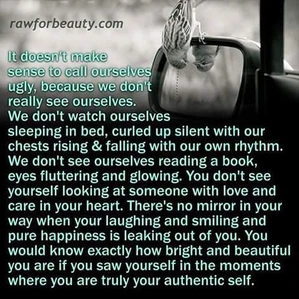 rawforbeauty.com
It doesn't make
sense to call ourselves
ugly, because we don't
really see ourselves.
We don't watch ourselves
sleeping in bed, curled up silent with our
chests rising & falling with our own rhythm.
We don't see ourselves reading a book,
eyes fluttering and glowing. You don't see
yourself looking at someone with love and
care in your heart. There's no mirror in your
way when your laughing and smiling and
pure happiness is leaking out of you. You
would know exactly how bright and beautiful
you are if you saw yourself in the moments
where you are truly your authentic self.